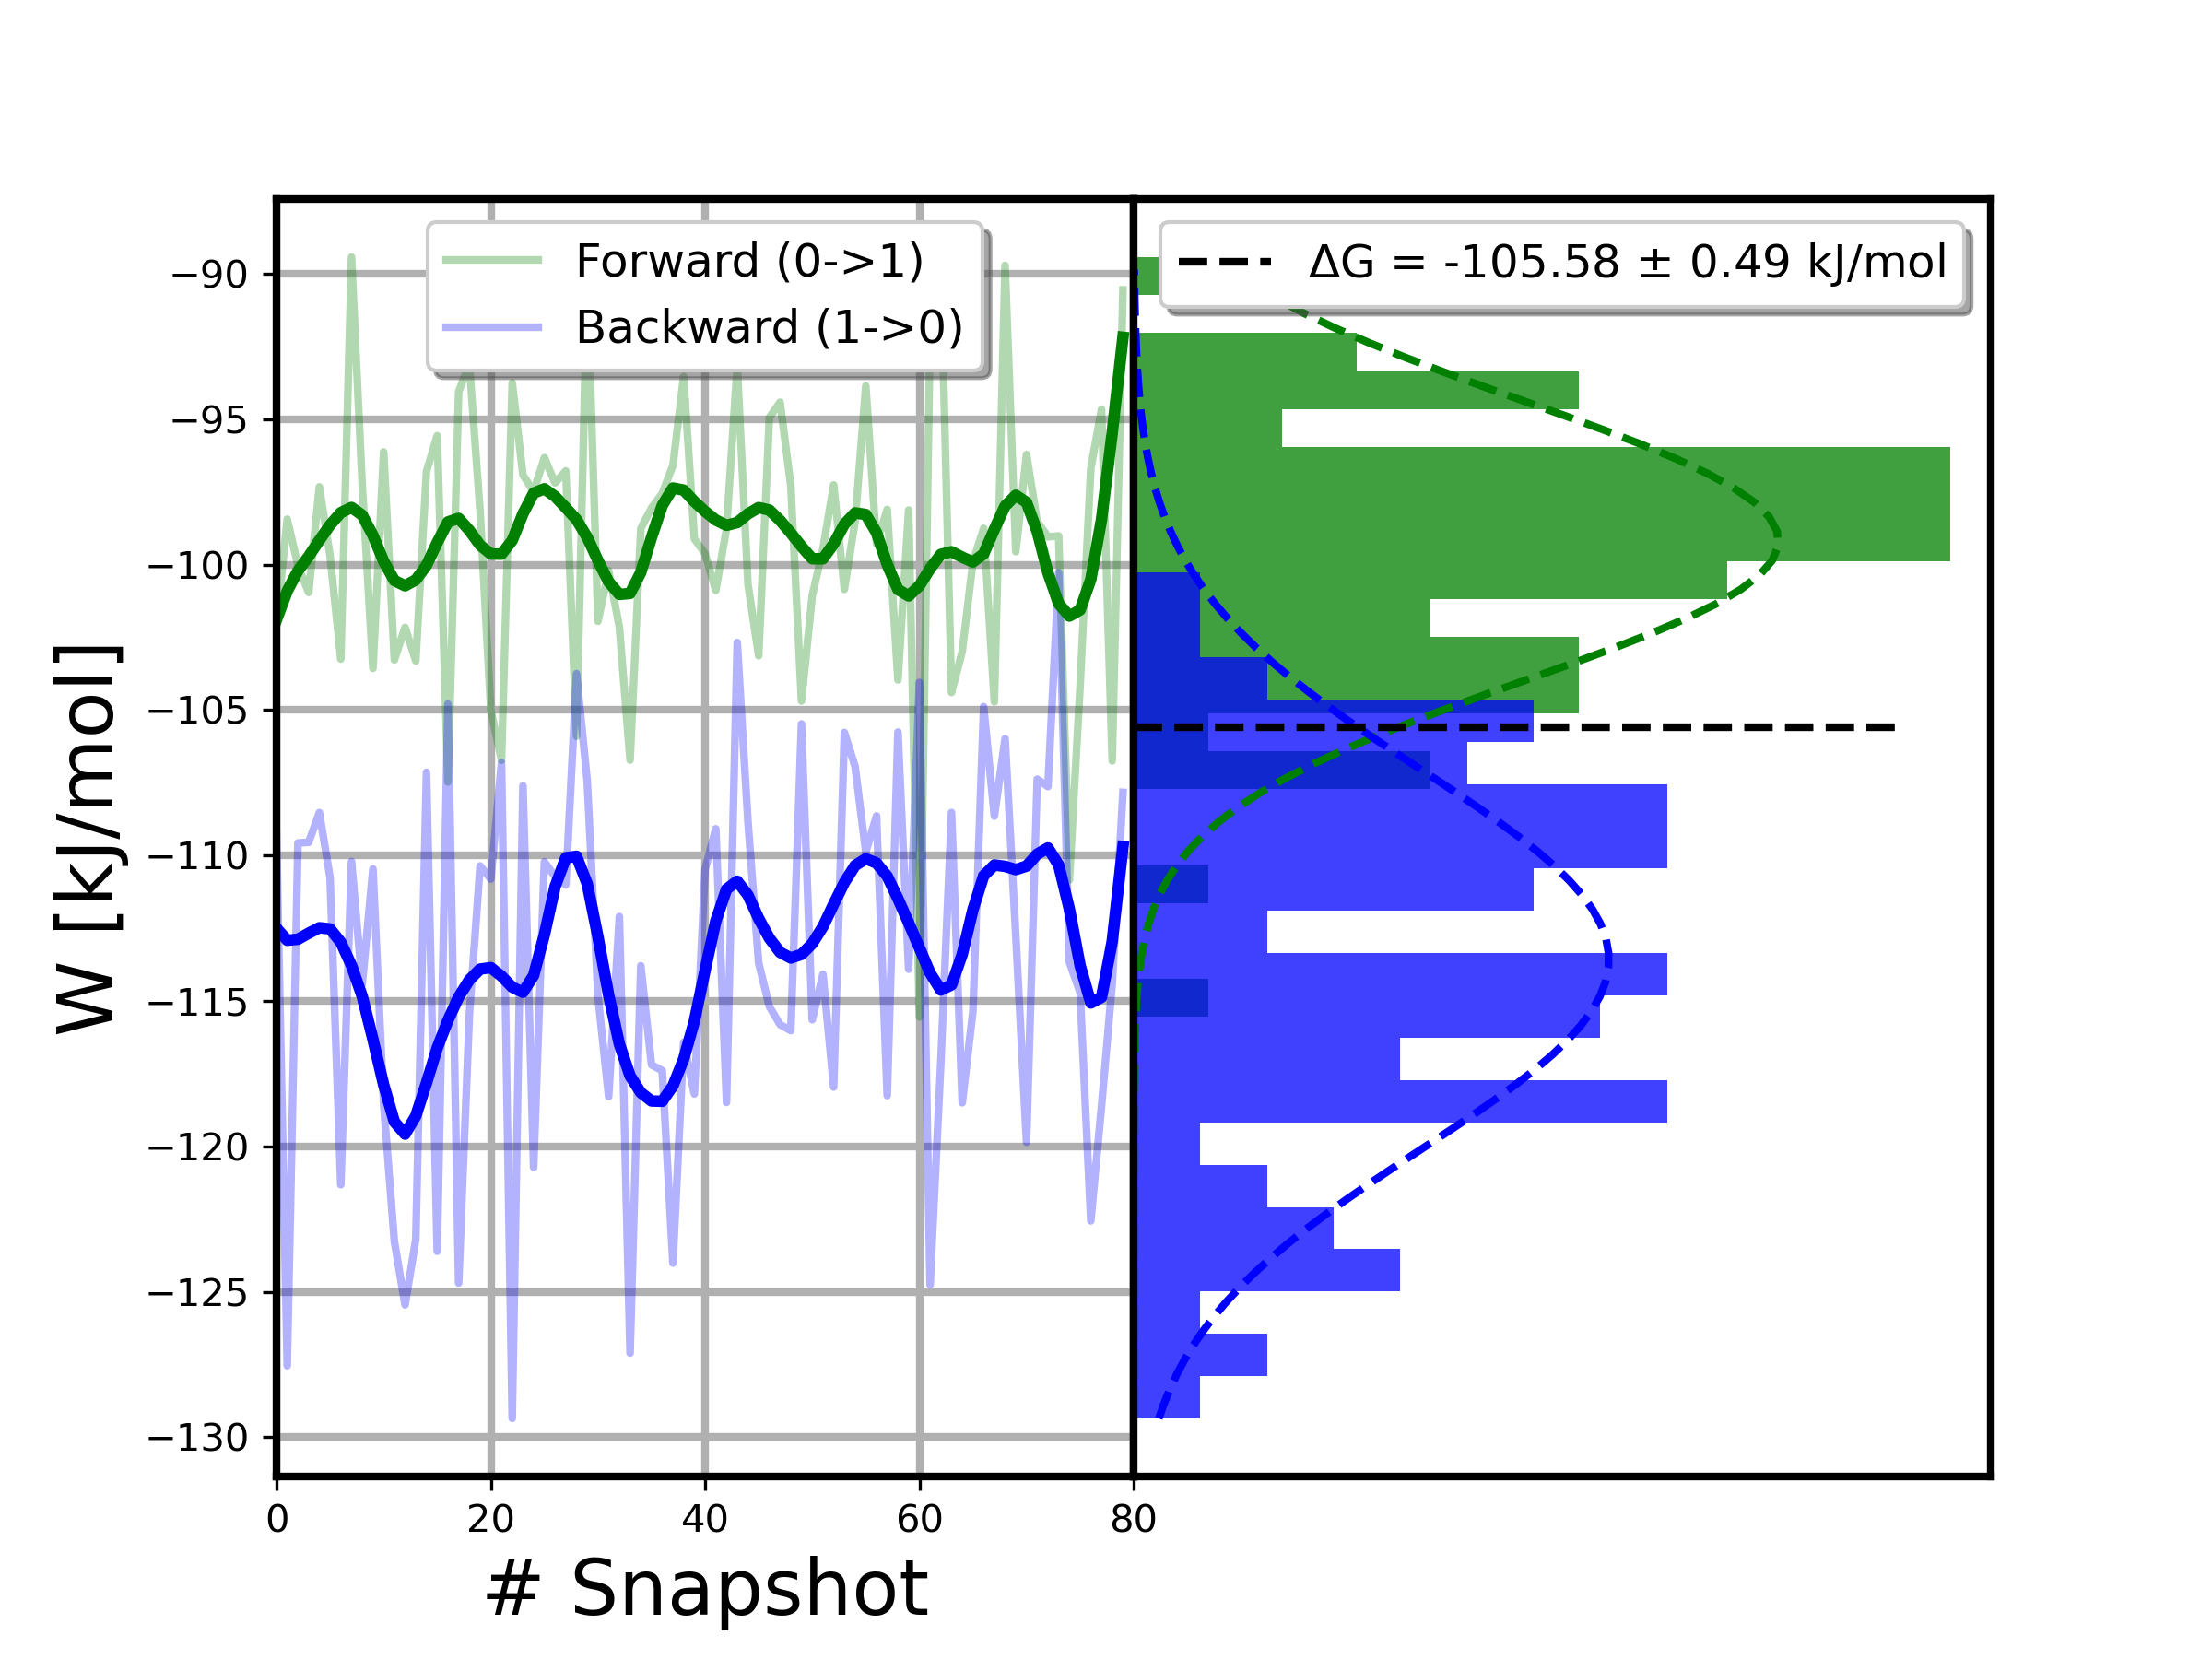 Forward (0->1)
Backward (1->0)
ΔG = -105.58 ± 0.49 kJ/mol
−90
−95
−100
−105
−110
−115
−120
−125
−130
W [kJ/mol]
0 20 40 60 80
# Snapshot